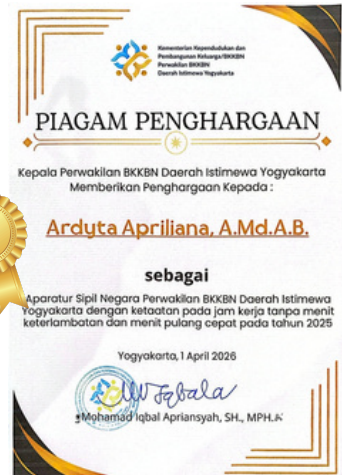 Kementerian Kependudukan dan
Pembangunan Keluarga/BKKBN
Perwakilan BKKBN
Daerah Istimewa Yogyakarta
PIAGAM PENGHARGAAN
Kepala Perwakilan BKKBN Daerah Istimewa Yogyakarta
Memberikan Penghargaan Kepada :
Ardyta Apriliana, A.Md.A.B.
sebagai
Aparatur Sipil Negara Perwakilan BKKBN Daerah Istimewa
Yogyakarta dengan ketaatan pada jam kerja tanpa menit
keterlambatan dan menit pulang cepat pada tahun 2025
Yogyakarta, 1 April 2026
Mohamad Iqbal Apriansyah, SH., MPH.